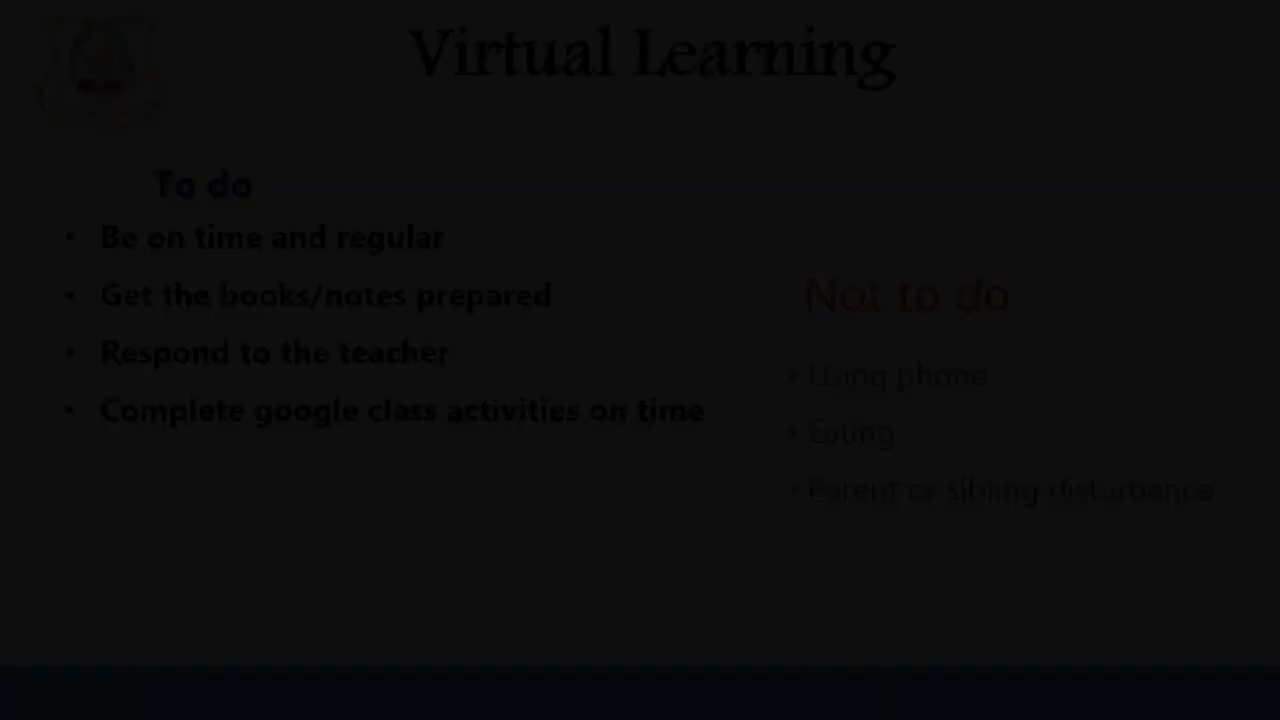 Virtual Learning
To do
• Be on time and regular
• Get the books/notes prepared
• Respond to the teacher
• Complete google class activities on time
Not to do
• Using phone
• Eating
• Parent or sibling disturbance